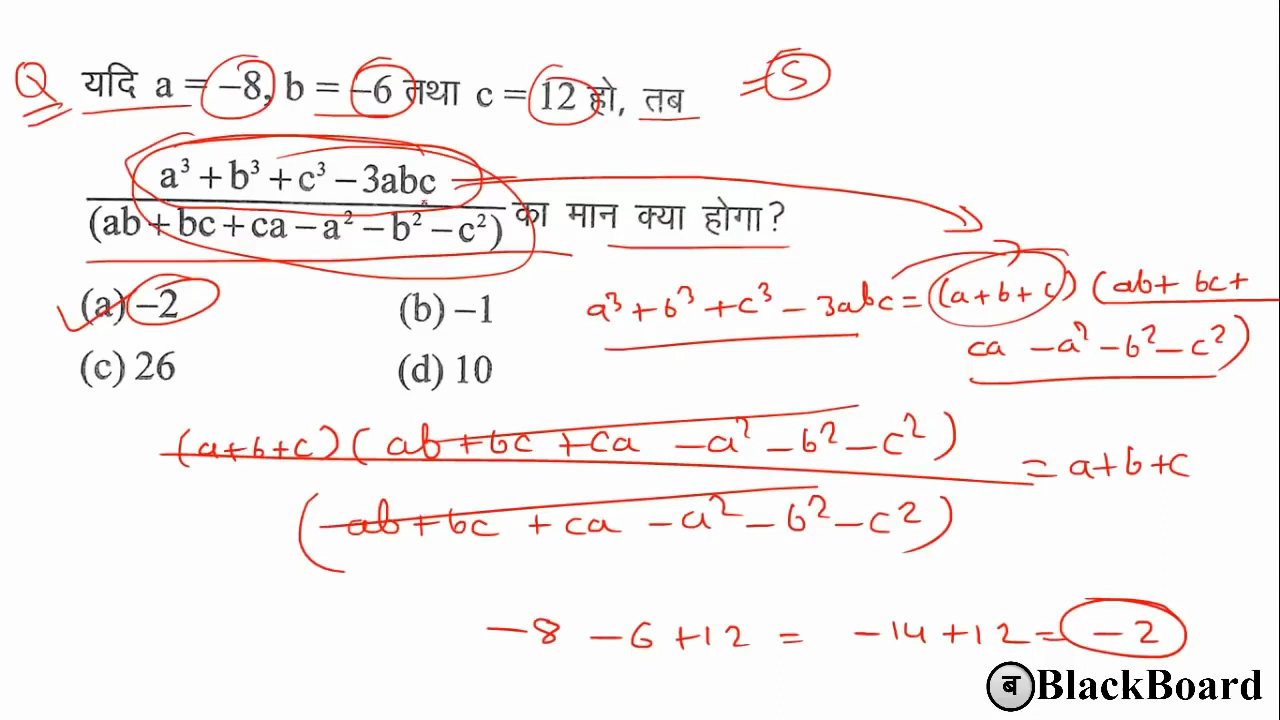 Q यदि a = –8, b = –6 तथा c = 12 हो, तब = 5
a³ + b³ + c³ – 3abc
(ab + bc + ca – a² – b² – c²) का मान क्या होगा?
(a) –2 (b) –1
(c) 26 (d) 10
a³ + b³ + c³ – 3abc = (a+b+c) (ab + bc +
ca – a² – b² – c²)
(a+b+c) (ab + bc + ca – a² – b² – c²)
= a+b+c
(ab + bc + ca – a² – b² – c²)
–8 –6 +12 = –14 +12 = –2
ब BlackBoard